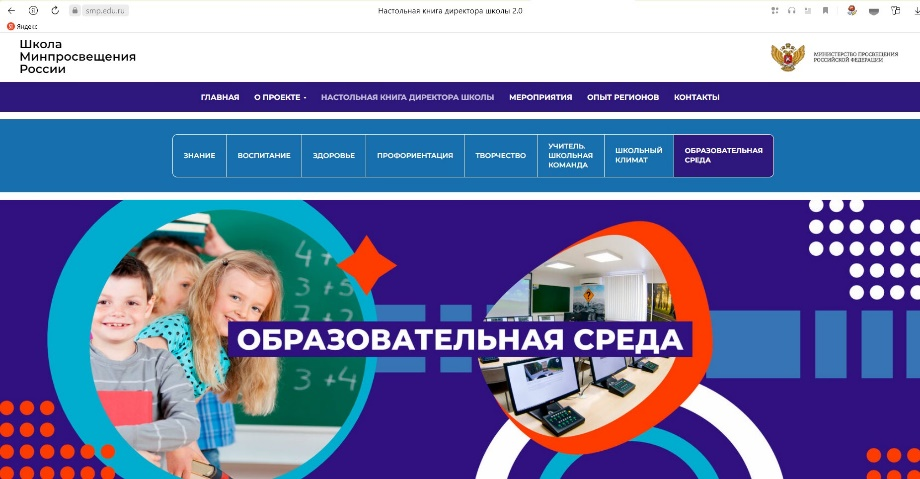 smp.edu.ru
Настольная книга директора школы 2.0
Яндекс
Школа
Минпросвещения
России
МИНИСТЕРСТВО ПРОСВЕЩЕНИЯ
РОССИЙСКОЙ ФЕДЕРАЦИИ
ГЛАВНАЯ О ПРОЕКТЕ НАСТОЛЬНАЯ КНИГА ДИРЕКТОРА ШКОЛЫ МЕРОПРИЯТИЯ ОПЫТ РЕГИОНОВ КОНТАКТЫ
ЗНАНИЕ
ВОСПИТАНИЕ
ЗДОРОВЬЕ
ПРОФОРИЕНТАЦИЯ
ТВОРЧЕСТВО
УЧИТЕЛЬ.
ШКОЛЬНАЯ
КОМАНДА
ШКОЛЬНЫЙ
КЛИМАТ
ОБРАЗОВАТЕЛЬНАЯ
СРЕДА
4 +
3 + 5
7 + 2
ОБРАЗОВАТЕЛЬНАЯ СРЕДА
3 + 4